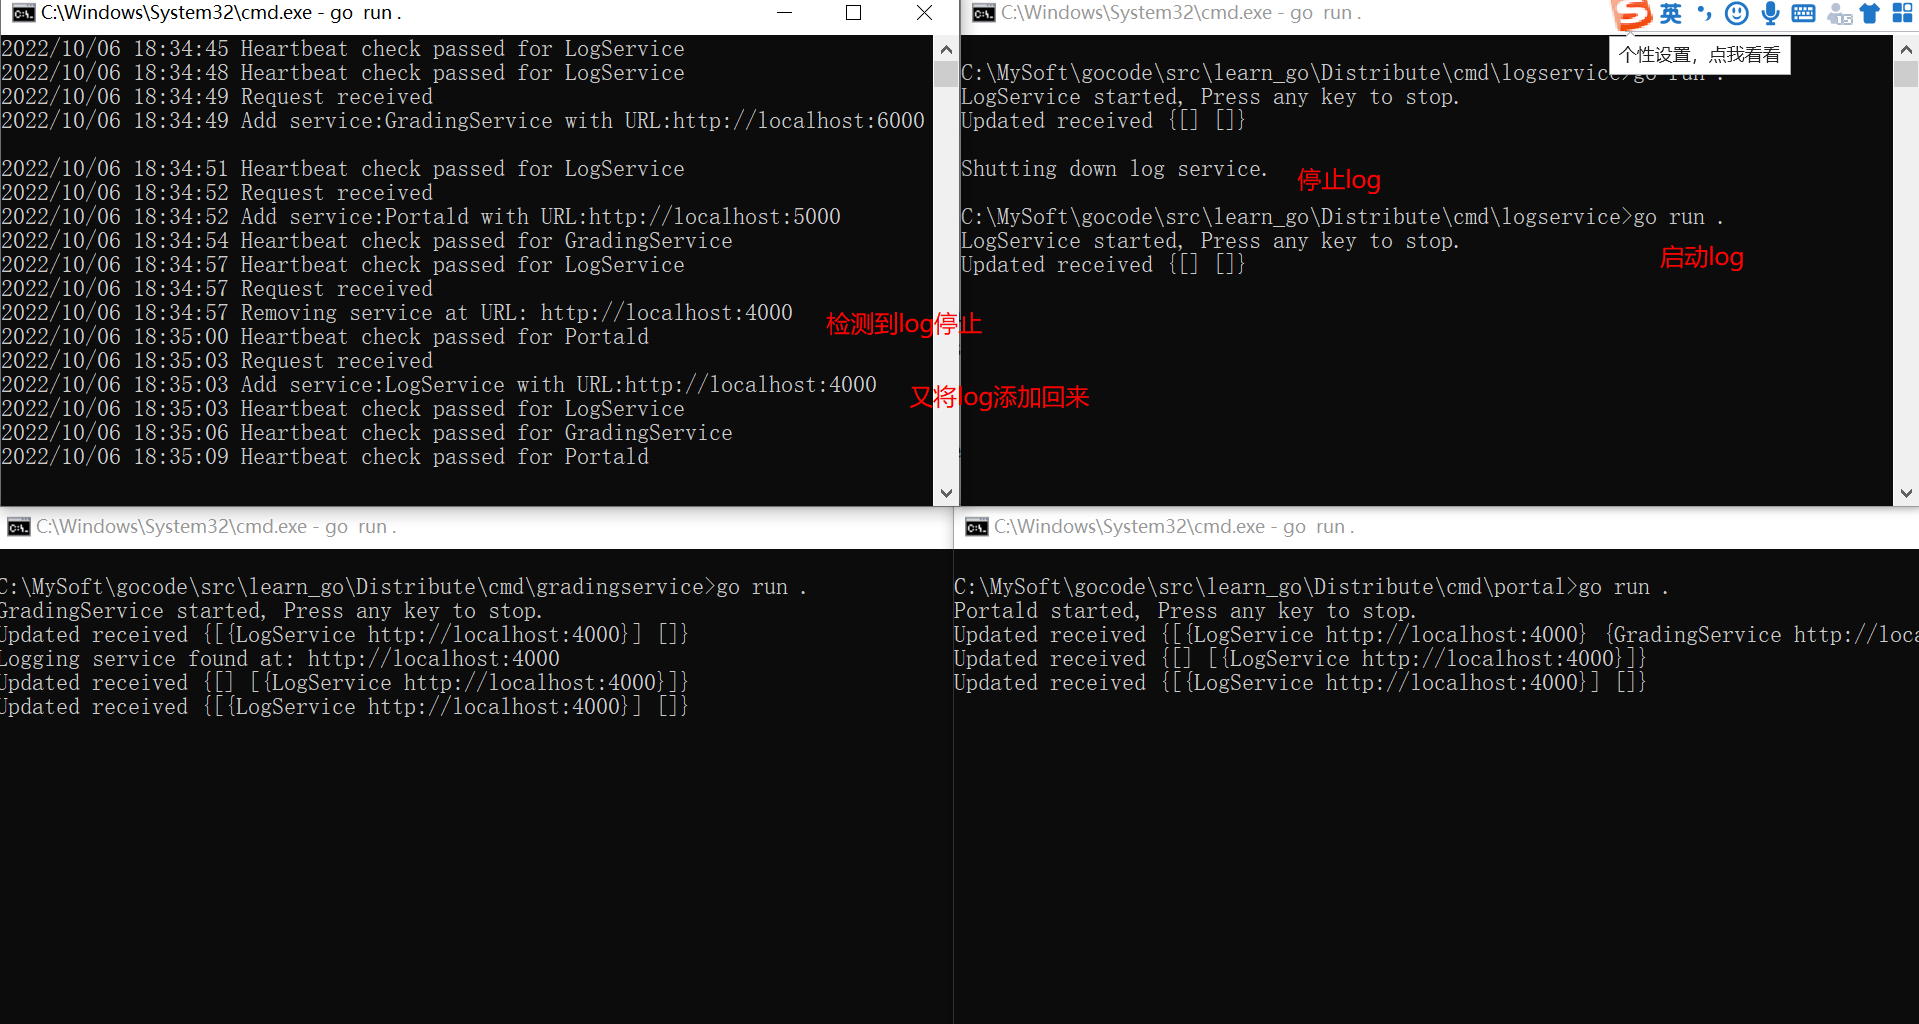 C:\Windows\System32\cmd.exe - go  run .
2022/10/06 18:34:45 Heartbeat check passed for LogService
2022/10/06 18:34:48 Heartbeat check passed for LogService
2022/10/06 18:34:49 Request received
2022/10/06 18:34:49 Add service:GradingService with URL:http://localhost:6000
2022/10/06 18:34:51 Heartbeat check passed for LogService
2022/10/06 18:34:52 Request received
2022/10/06 18:34:52 Add service:Portald with URL:http://localhost:5000
2022/10/06 18:34:54 Heartbeat check passed for GradingService
2022/10/06 18:34:57 Heartbeat check passed for LogService
2022/10/06 18:34:57 Request received
2022/10/06 18:34:57 Removing service at URL: http://localhost:4000
检测到log停止
2022/10/06 18:35:00 Heartbeat check passed for Portald
2022/10/06 18:35:03 Request received
2022/10/06 18:35:03 Add service:LogService with URL:http://localhost:4000
又将log添加回来
2022/10/06 18:35:03 Heartbeat check passed for LogService
2022/10/06 18:35:06 Heartbeat check passed for GradingService
2022/10/06 18:35:09 Heartbeat check passed for Portald
C:\Windows\System32\cmd.exe - go  run .
英
15
个性设置，点我看看
C:\MySoft\gocode\src\learn_go\Distribute\cmd\logservice>go run .
LogService started, Press any key to stop.
Updated received {[] []}
Shutting down log service.
停止log
C:\MySoft\gocode\src\learn_go\Distribute\cmd\logservice>go run .
LogService started, Press any key to stop.
启动log
Updated received {[] []}
C:\Windows\System32\cmd.exe - go  run .
C:\MySoft\gocode\src\learn_go\Distribute\cmd\gradingservice>go run .
GradingService started, Press any key to stop.
Updated received {[{LogService http://localhost:4000}] []}
Logging service found at: http://localhost:4000
Updated received {[] [{LogService http://localhost:4000}]}
Updated received {[{LogService http://localhost:4000}] []}
C:\Windows\System32\cmd.exe - go  run .
C:\MySoft\gocode\src\learn_go\Distribute\cmd\portal>go run .
Portald started, Press any key to stop.
Updated received {[{LogService http://localhost:4000} {GradingService http://loca
Updated received {[] [{LogService http://localhost:4000}]}
Updated received {[{LogService http://localhost:4000}] []}